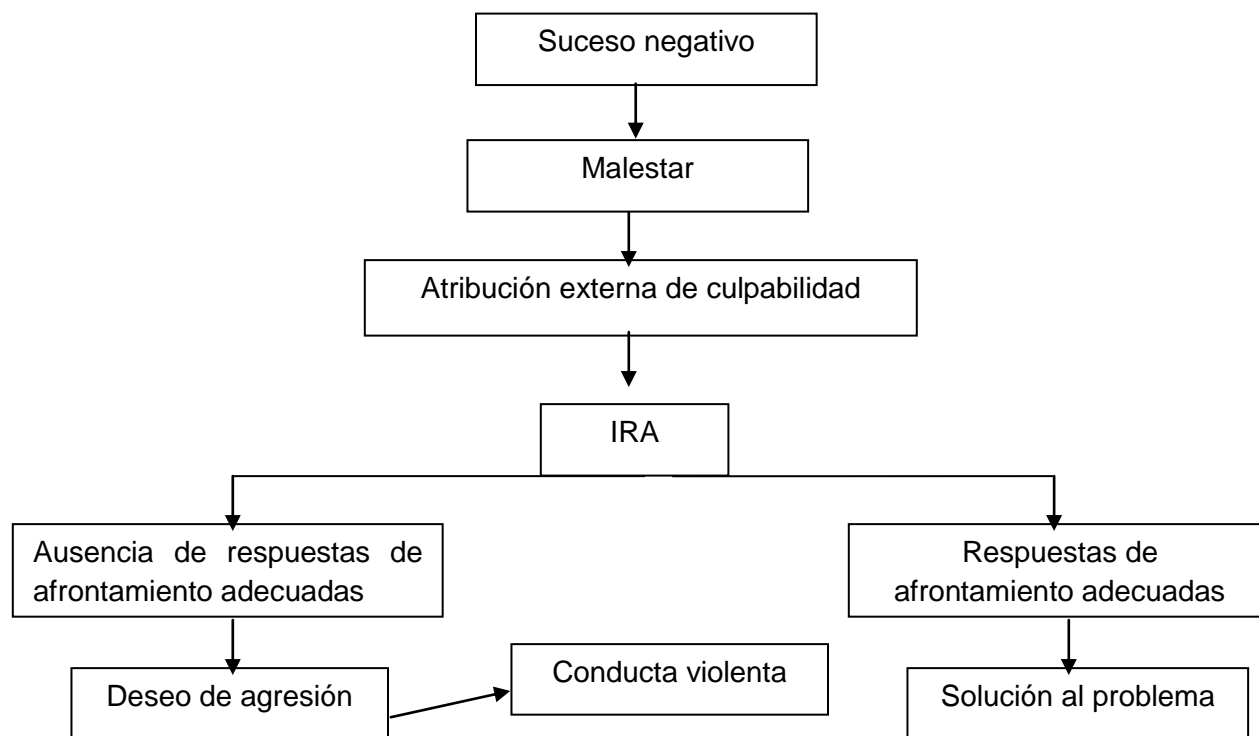 Suceso negativo
Malestar
Atribución externa de culpabilidad
IRA
Ausencia de respuestas de
afrontamiento adecuadas
Respuestas de
afrontamiento adecuadas
Deseo de agresión
Conducta violenta
Solución al problema